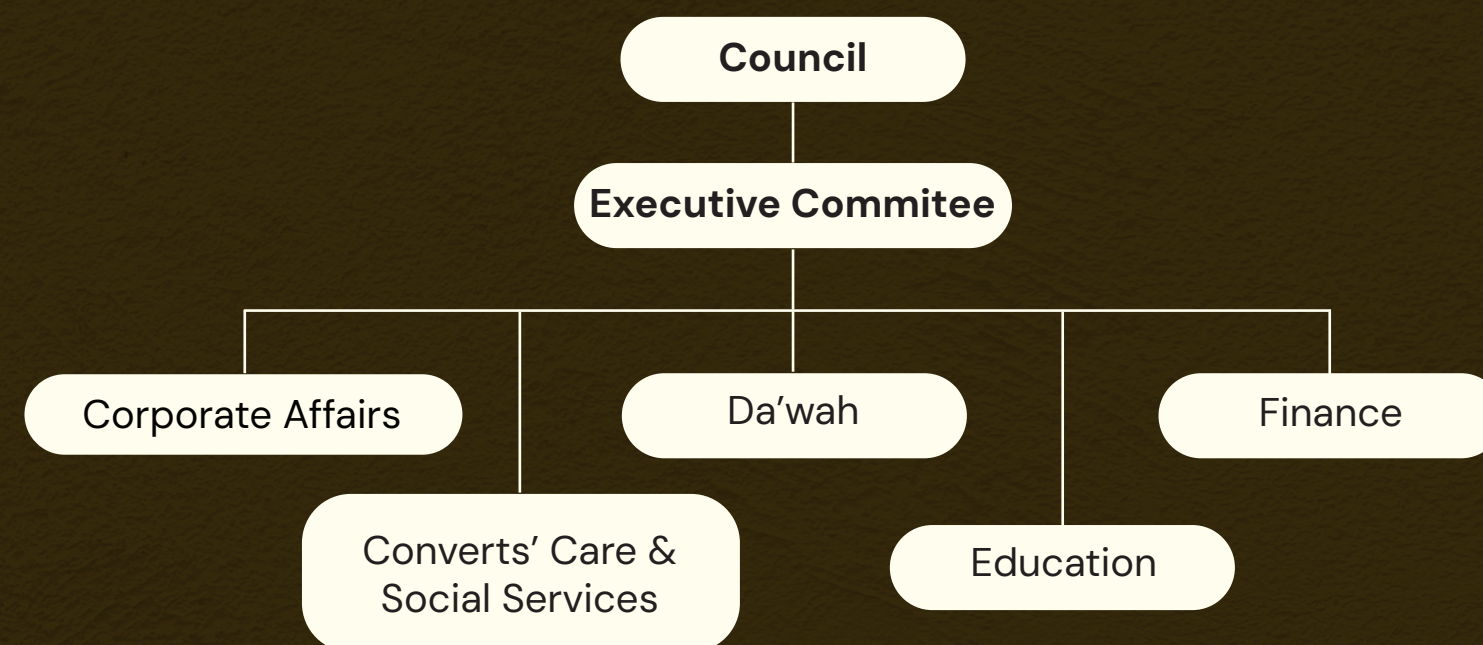 Council
Executive Commitee
Corporate Affairs
Da’wah
Finance
Converts’ Care &
Social Services
Education